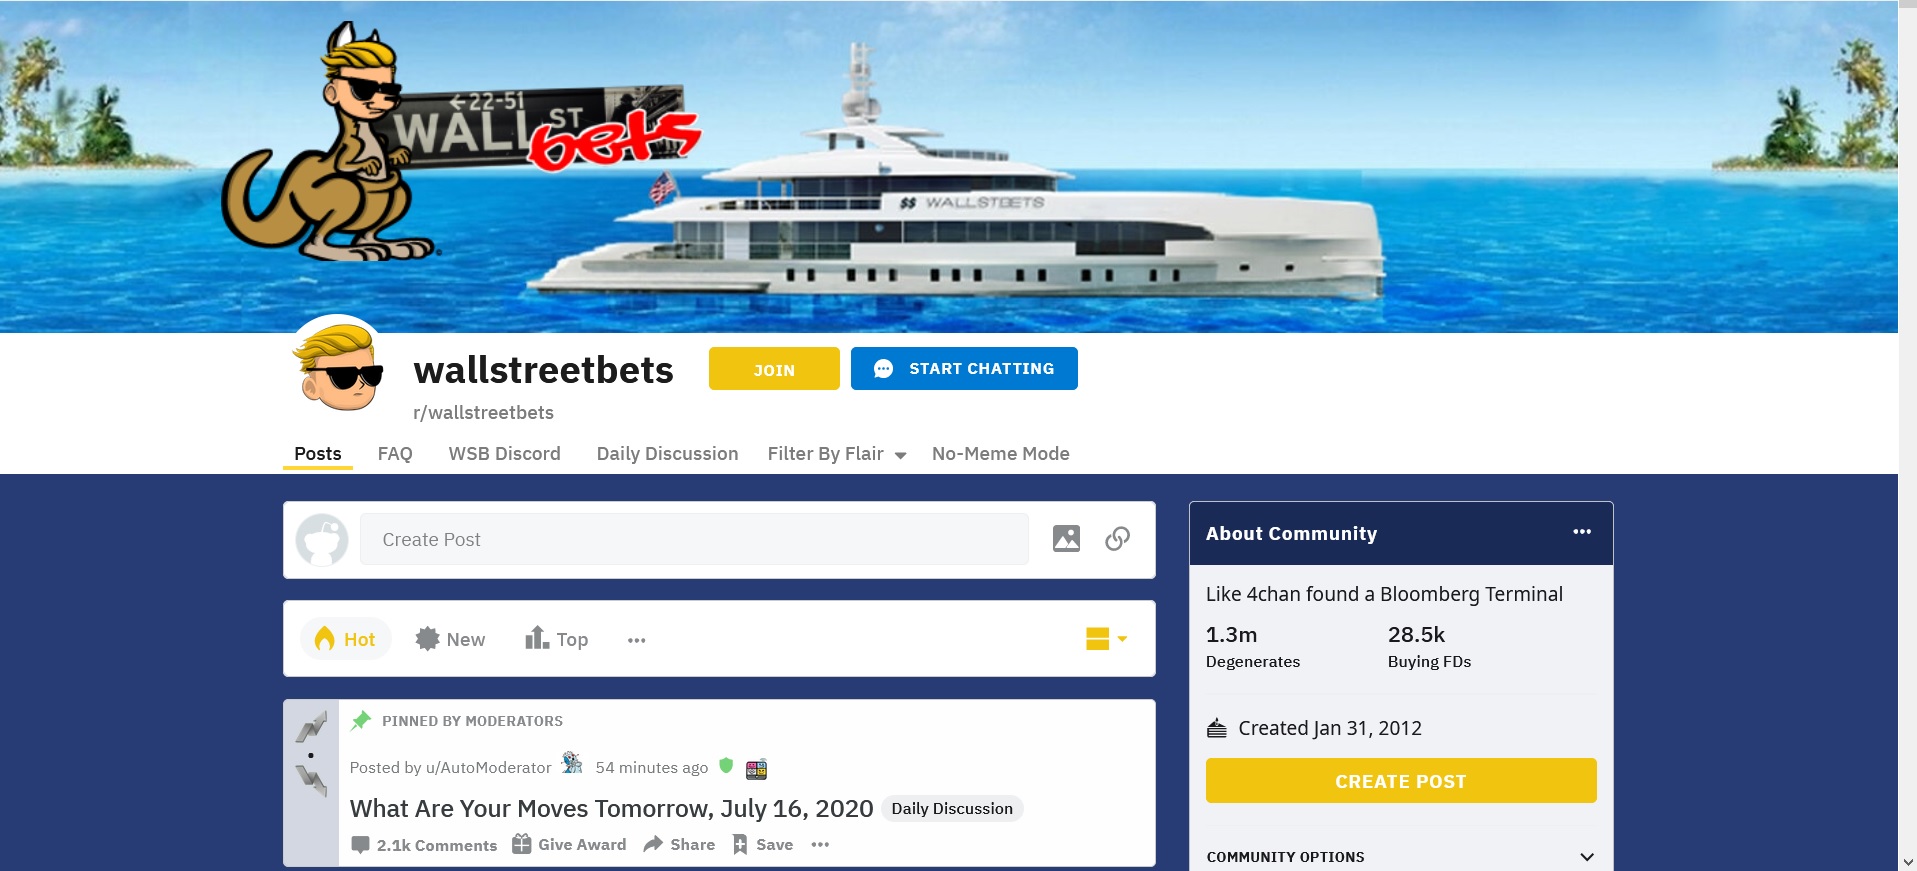 ←22-51
WALL ST
bets
$$ WALLSTBETS
wallstreetbets
JOIN
START CHATTING
r/wallstreetbets
Posts
FAQ
WSB Discord
Daily Discussion
Filter By Flair
No-Meme Mode
Create Post
Hot
New
Top
PINNED BY MODERATORS
Posted by u/AutoModerator 54 minutes ago
What Are Your Moves Tomorrow, July 16, 2020 Daily Discussion
2.1k Comments Give Award Share Save
About Community
Like 4chan found a Bloomberg Terminal
1.3m 28.5k
Degenerates Buying FDs
Created Jan 31, 2012
CREATE POST
COMMUNITY OPTIONS